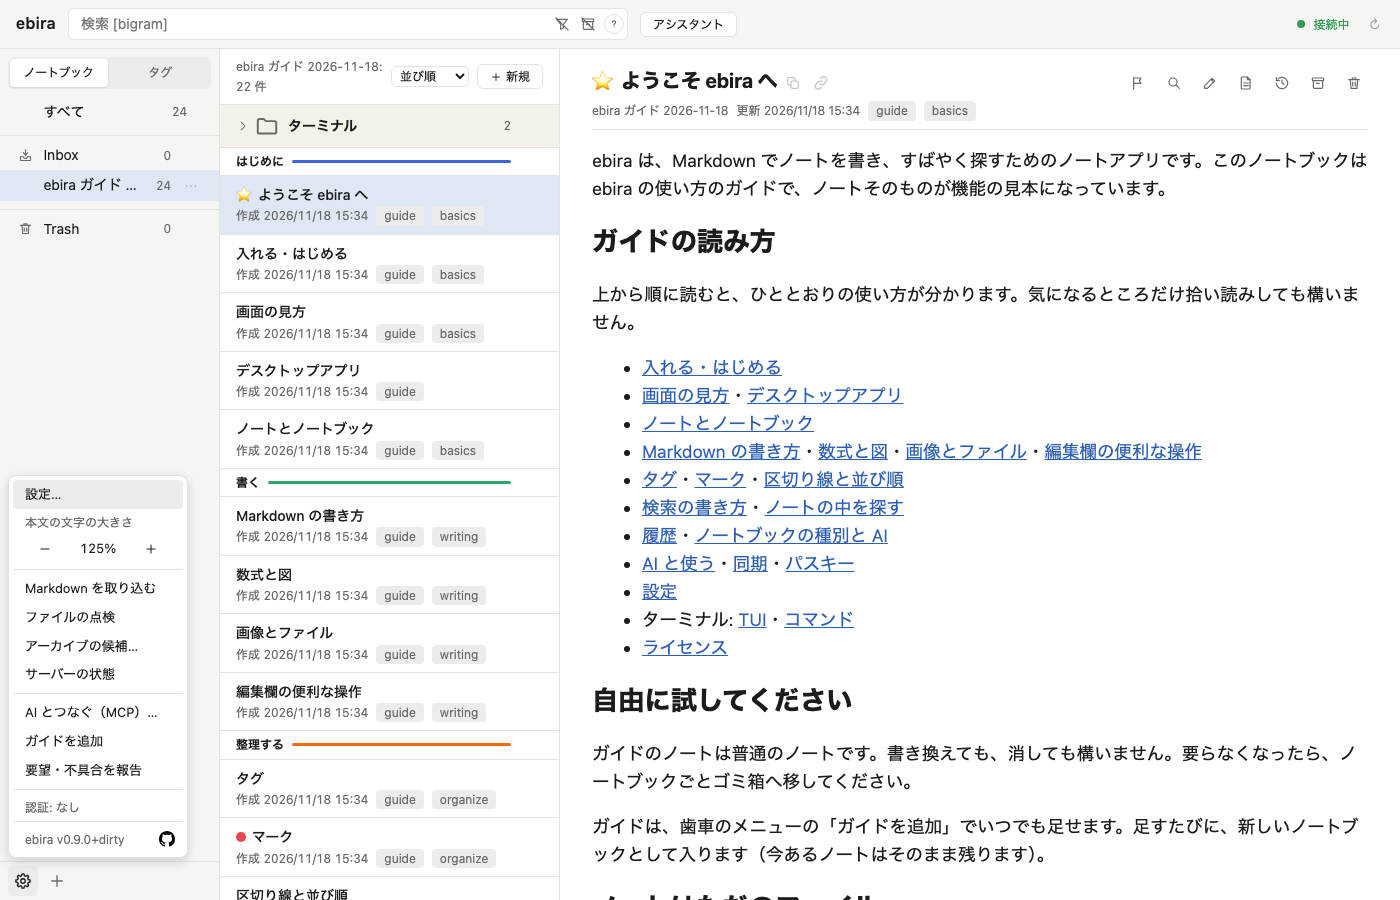 ebira
検索 [bigram]
?
アシスタント
接続中
ノートブック
タグ
すべて
24
Inbox
0
ebira ガイド ...
24
Trash
0
設定...
本文の文字の大きさ
− 125% +
Markdown を取り込む
ファイルの点検
アーカイブの候補...
サーバーの状態
AI とつなぐ（MCP）...
ガイドを追加
要望・不具合を報告
認証: なし
ebira v0.9.0+dirty
ebira ガイド 2026-11-18:
22 件
並び順
+ 新規
ターミナル
2
はじめに
⭐ ようこそ ebira へ
作成 2026/11/18 15:34 guide basics
入れる・はじめる
作成 2026/11/18 15:34 guide basics
画面の見方
作成 2026/11/18 15:34 guide basics
デスクトップアプリ
作成 2026/11/18 15:34 guide
ノートとノートブック
作成 2026/11/18 15:34 guide basics
書く
Markdown の書き方
作成 2026/11/18 15:34 guide writing
数式と図
作成 2026/11/18 15:34 guide writing
画像とファイル
作成 2026/11/18 15:34 guide writing
編集欄の便利な操作
作成 2026/11/18 15:34 guide writing
整理する
タグ
作成 2026/11/18 15:34 guide organize
マーク
作成 2026/11/18 15:34 guide organize
区切り線と並び順
⭐ ようこそ ebira へ
ebira ガイド 2026-11-18 更新 2026/11/18 15:34 guide basics
ebira は、Markdown でノートを書き、すばやく探すためのノートアプリです。このノートブックは
ebira の使い方のガイドで、ノートそのものが機能の見本になっています。
ガイドの読み方
上から順に読むと、ひととおりの使い方が分かります。気になるところだけ拾い読みしても構いま
せん。
入れる・はじめる
画面の見方・デスクトップアプリ
ノートとノートブック
Markdown の書き方・数式と図・画像とファイル・編集欄の便利な操作
タグ・マーク・区切り線と並び順
検索の書き方・ノートの中を探す
履歴・ノートブックの種別と AI
AI と使う・同期・パスキー
設定
ターミナル: TUI・コマンド
ライセンス
自由に試してください
ガイドのノートは普通のノートです。書き換えても、消しても構いません。要らなくなったら、ノ
ートブックごとゴミ箱へ移してください。
ガイドは、歯車のメニューの「ガイドを追加」でいつでも足せます。足すたびに、新しいノートブ
ックとして入ります（今あるノートはそのまま残ります）。